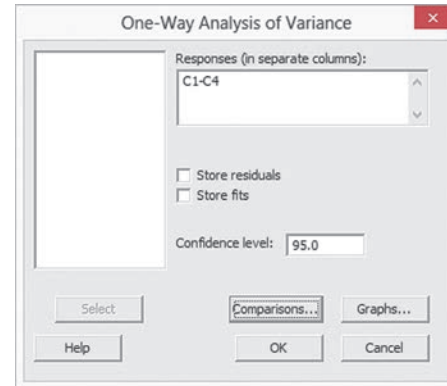 One-Way Analysis of Variance
Responses (in separate columns):
C1-C4
Store residuals
Store fits
Confidence level: 95.0
Select Comparisons... Graphs...
Help OK Cancel